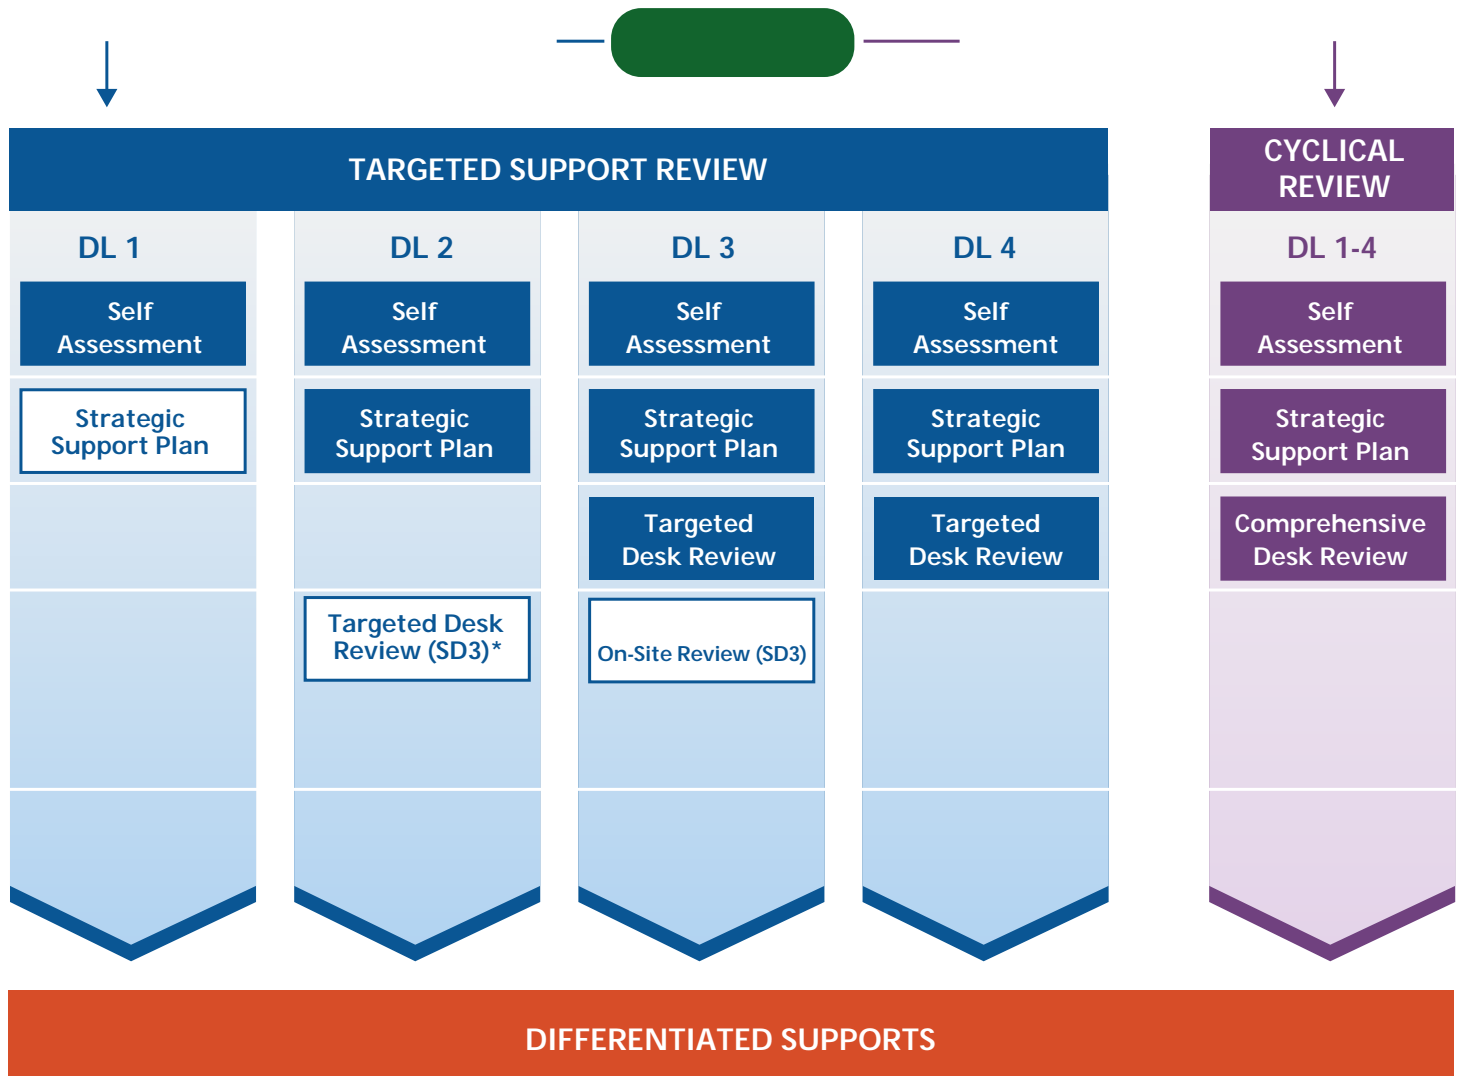 TARGETED SUPPORT REVIEW
CYCLICAL
REVIEW
DL 1
Self
Assessment
Strategic
Support Plan
DL 2
Self
Assessment
Strategic
Support Plan
Targeted Desk
Review (SD3)*
DL 3
Self
Assessment
Strategic
Support Plan
Targeted
Desk Review
On-Site Review (SD3)
DL 4
Self
Assessment
Strategic
Support Plan
Targeted
Desk Review
DL 1-4
Self
Assessment
Strategic
Support Plan
Comprehensive
Desk Review
DIFFERENTIATED SUPPORTS